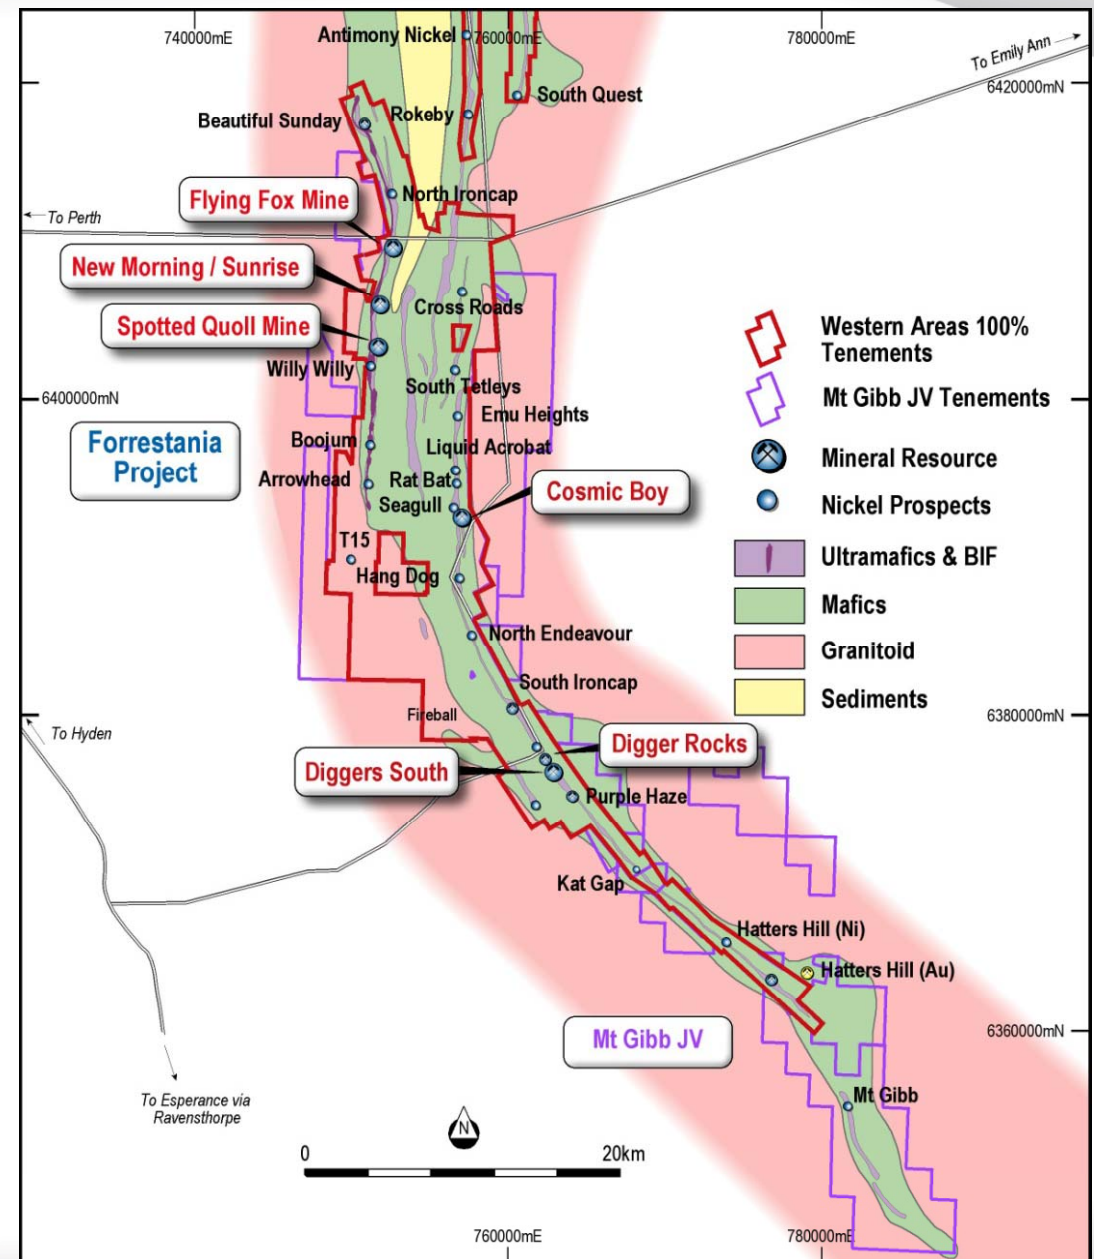 740000mE
Antimony Nickel
760000mE
780000mE
To Emily Ann
6420000mN
South Quest
Beautiful Sunday
Rokeby
Flying Fox Mine
North Ironcap
To Perth
New Morning / Sunrise
Cross Roads
Spotted Quoll Mine
Willy Willy
South Tetleys
6400000mN
Emu Heights
Forrestania
Project
Boojum
Liquid Acrobat
Arrowhead
Rat Bat
Seagull
Cosmic Boy
T15
Hang Dog
North Endeavour
South Ironcap
Fireball
To Hyden
Digger Rocks
Diggers South
Purple Haze
Kat Gap
Hatters Hill (Ni)
Hatters Hill (Au)
Mt Gibb JV
Mt Gibb
Western Areas 100%
Tenements
Mt Gibb JV Tenements
Mineral Resource
Nickel Prospects
Ultramafics & BIF
Mafics
Granitoid
Sediments
6380000mN
6360000mN
To Esperance via
Ravensthorpe
N
0
20km
760000mE
780000mE